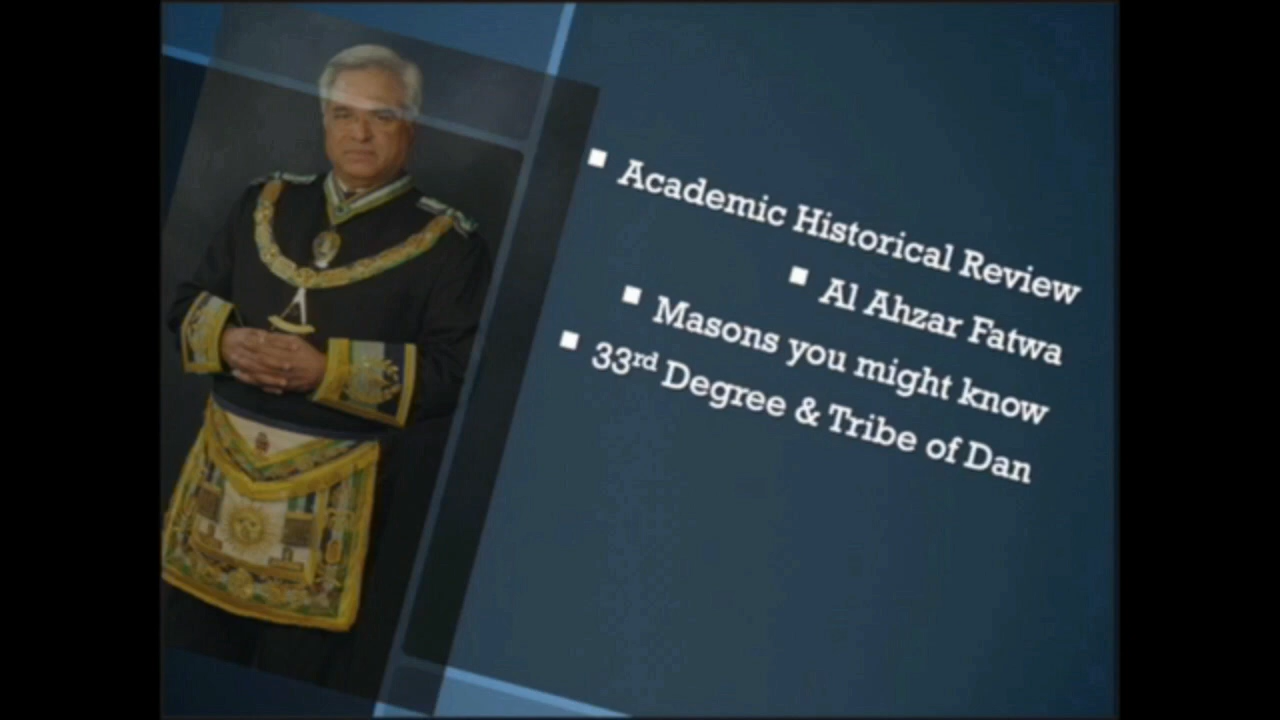 Academic Historical Review
Al Ahzar Fatwa
Masons you might know
33rd Degree & Tribe of Dan